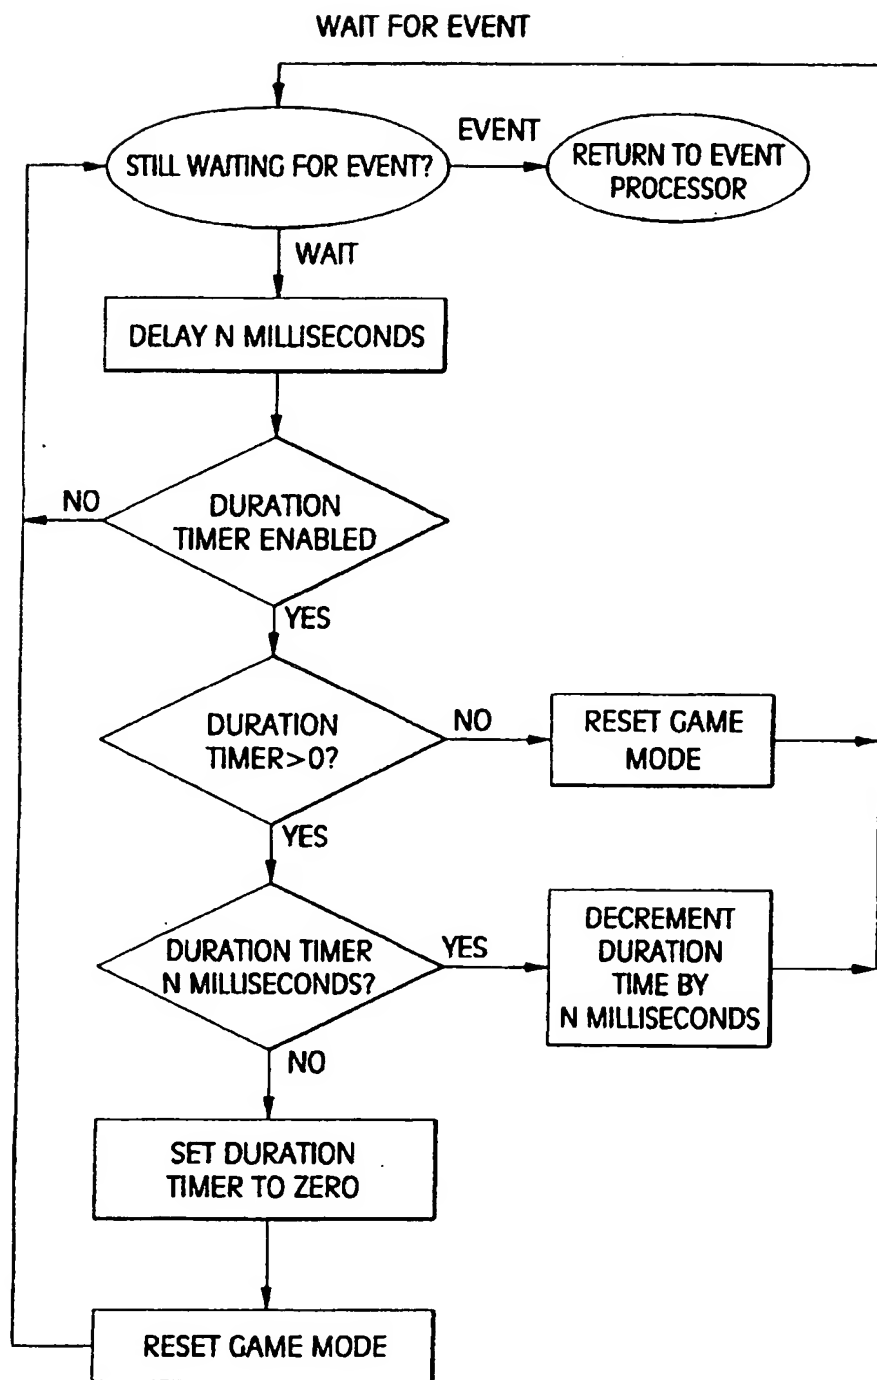 WAIT FOR EVENT
STILL WAITING FOR EVENT?
EVENT
RETURN TO EVENT
PROCESSOR
WAIT
DELAY N MILLISECONDS
NO
DURATION
TIMER ENABLED
YES
DURATION
TIMER>0?
NO
RESET GAME
MODE
YES
DURATION TIMER
N MILLISECONDS?
YES
DECREMENT
DURATION
TIME BY
N MILLISECONDS
NO
SET DURATION
TIMER TO ZERO
RESET GAME MODE